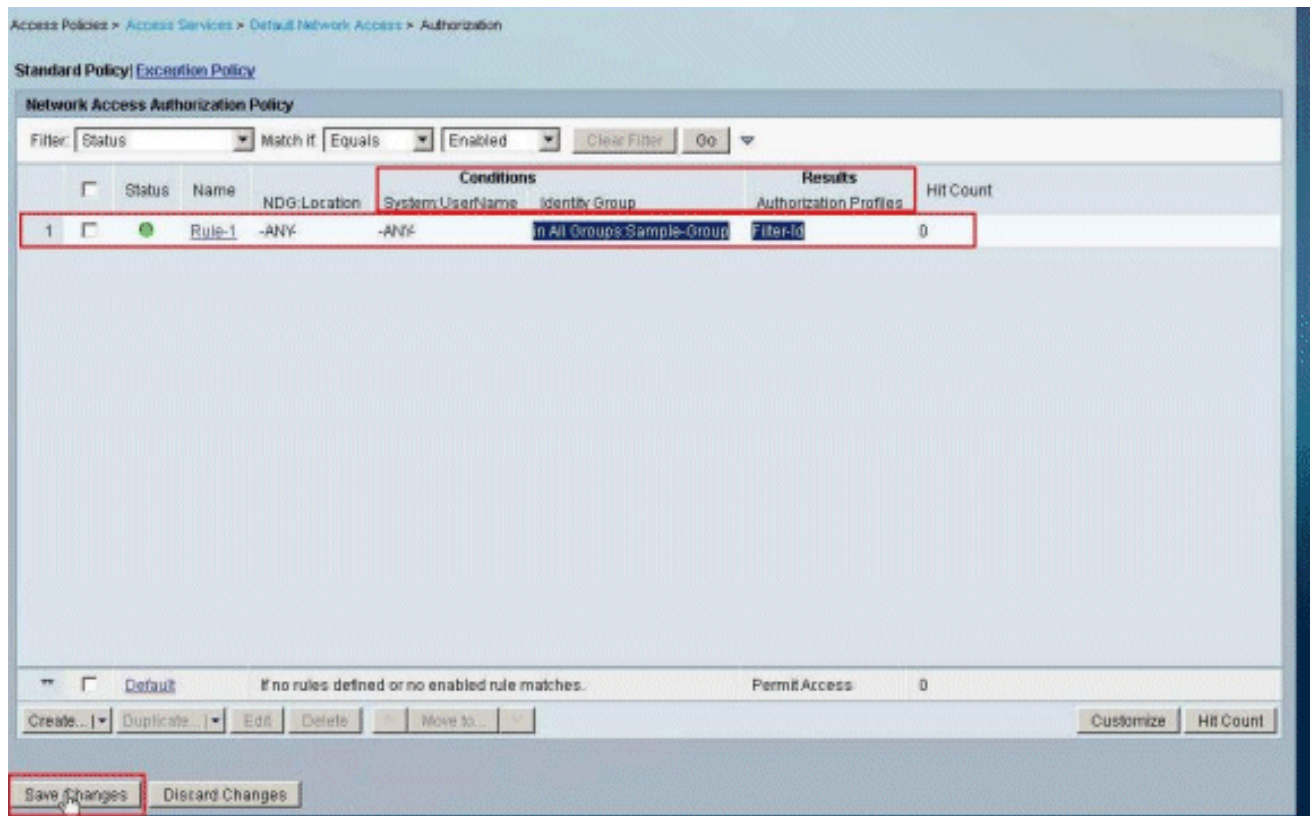 Access Policies > Access Services > Default Network Access > Authorization
Standard Policy| Exception Policy
Network Access Authorization Policy
Filter: Status Match if: Equals Enabled Clear Filter Go
Conditions Results
Status Name NDG:Location System:UserName Identity Group Authorization Profiles Hit Count
1 Rule-1 -ANY- -ANY- in All Groups:Sample-Group Filter-Id 0
** Default If no rules defined or no enabled rule matches. Permit Access 0
Create... Duplicate... Edit Delete Move to... Customize Hit Count
Save Changes Discard Changes